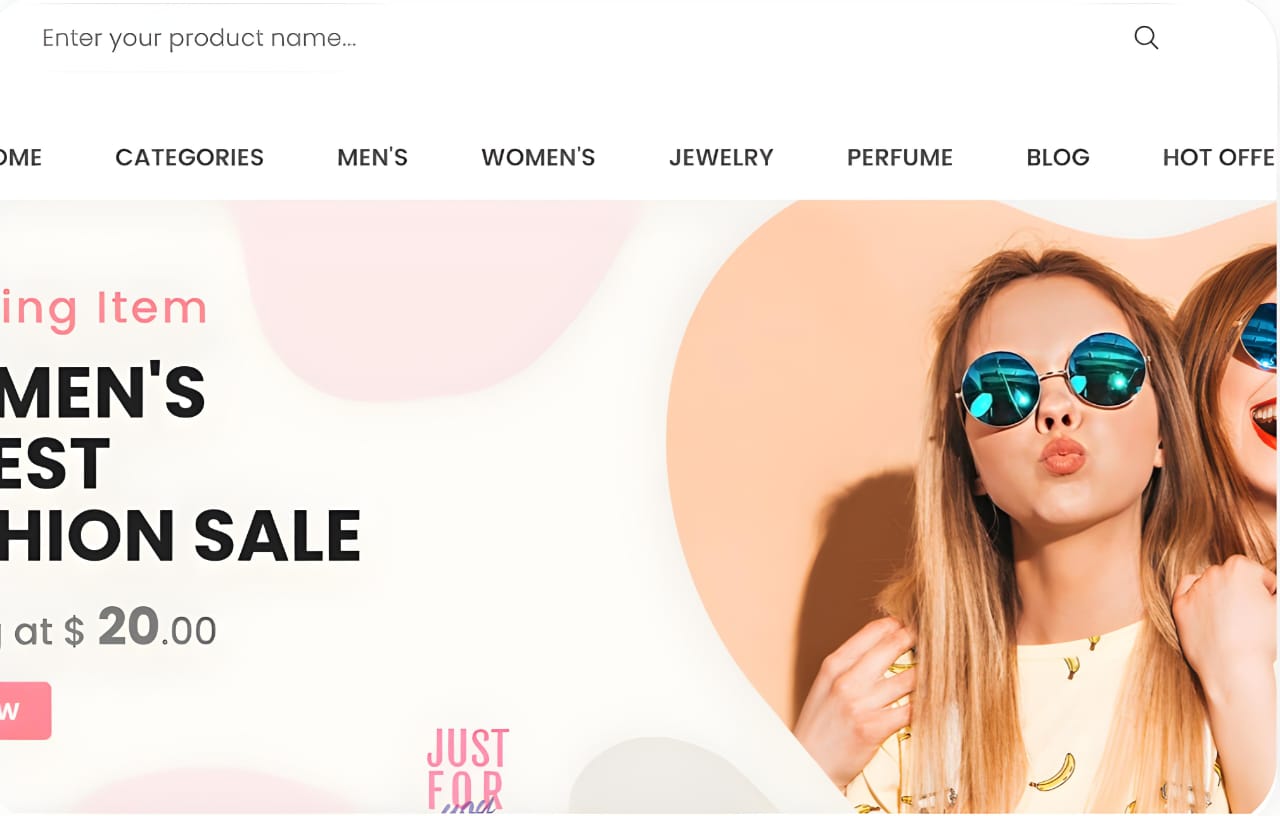 Enter your product name...
OME CATEGORIES MEN'S WOMEN'S JEWELRY PERFUME BLOG HOT OFFE
ing Item
MEN'S
EST
HION SALE
at $ 20.00
W
JUST
FOR
you